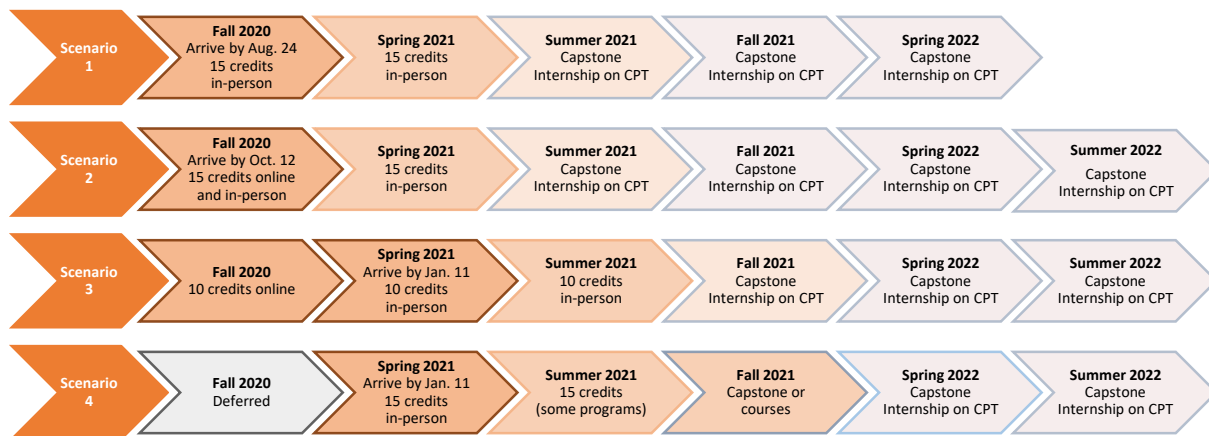 Scenario
1
Fall 2020
Arrive by Aug. 24
15 credits
in-person
Spring 2021
15 credits
in-person
Summer 2021
Capstone
Internship on CPT
Fall 2021
Capstone
Internship on CPT
Spring 2022
Capstone
Internship on CPT
Scenario
2
Fall 2020
Arrive by Oct. 12
15 credits online
and in-person
Spring 2021
15 credits
in-person
Summer 2021
Capstone
Internship on CPT
Fall 2021
Capstone
Internship on CPT
Spring 2022
Capstone
Internship on CPT
Summer 2022
Capstone
Internship on CPT
Scenario
3
Fall 2020
10 credits online
Spring 2021
Arrive by Jan. 11
10 credits
in-person
Summer 2021
10 credits
in-person
Fall 2021
Capstone
Internship on CPT
Spring 2022
Capstone
Internship on CPT
Summer 2022
Capstone
Internship on CPT
Scenario
4
Fall 2020
Deferred
Spring 2021
Arrive by Jan. 11
15 credits
in-person
Summer 2021
15 credits
(some programs)
Fall 2021
Capstone or
courses
Spring 2022
Capstone
Internship on CPT
Summer 2022
Capstone
Internship on CPT